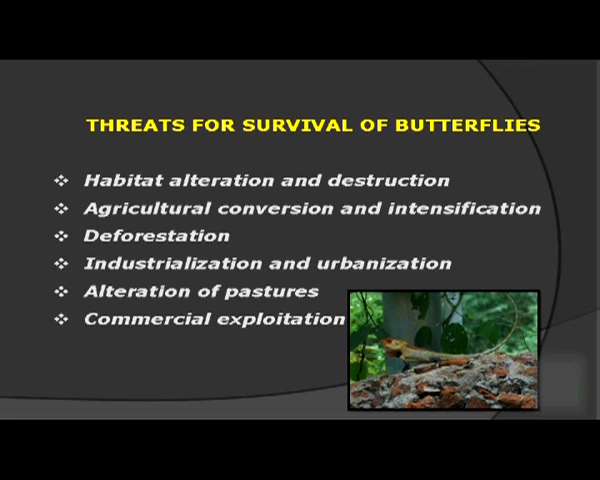 THREATS FOR SURVIVAL OF BUTTERFLIES
Habitat alteration and destruction
Agricultural conversion and intensification
Deforestation
Industrialization and urbanization
Alteration of pastures
Commercial exploitation